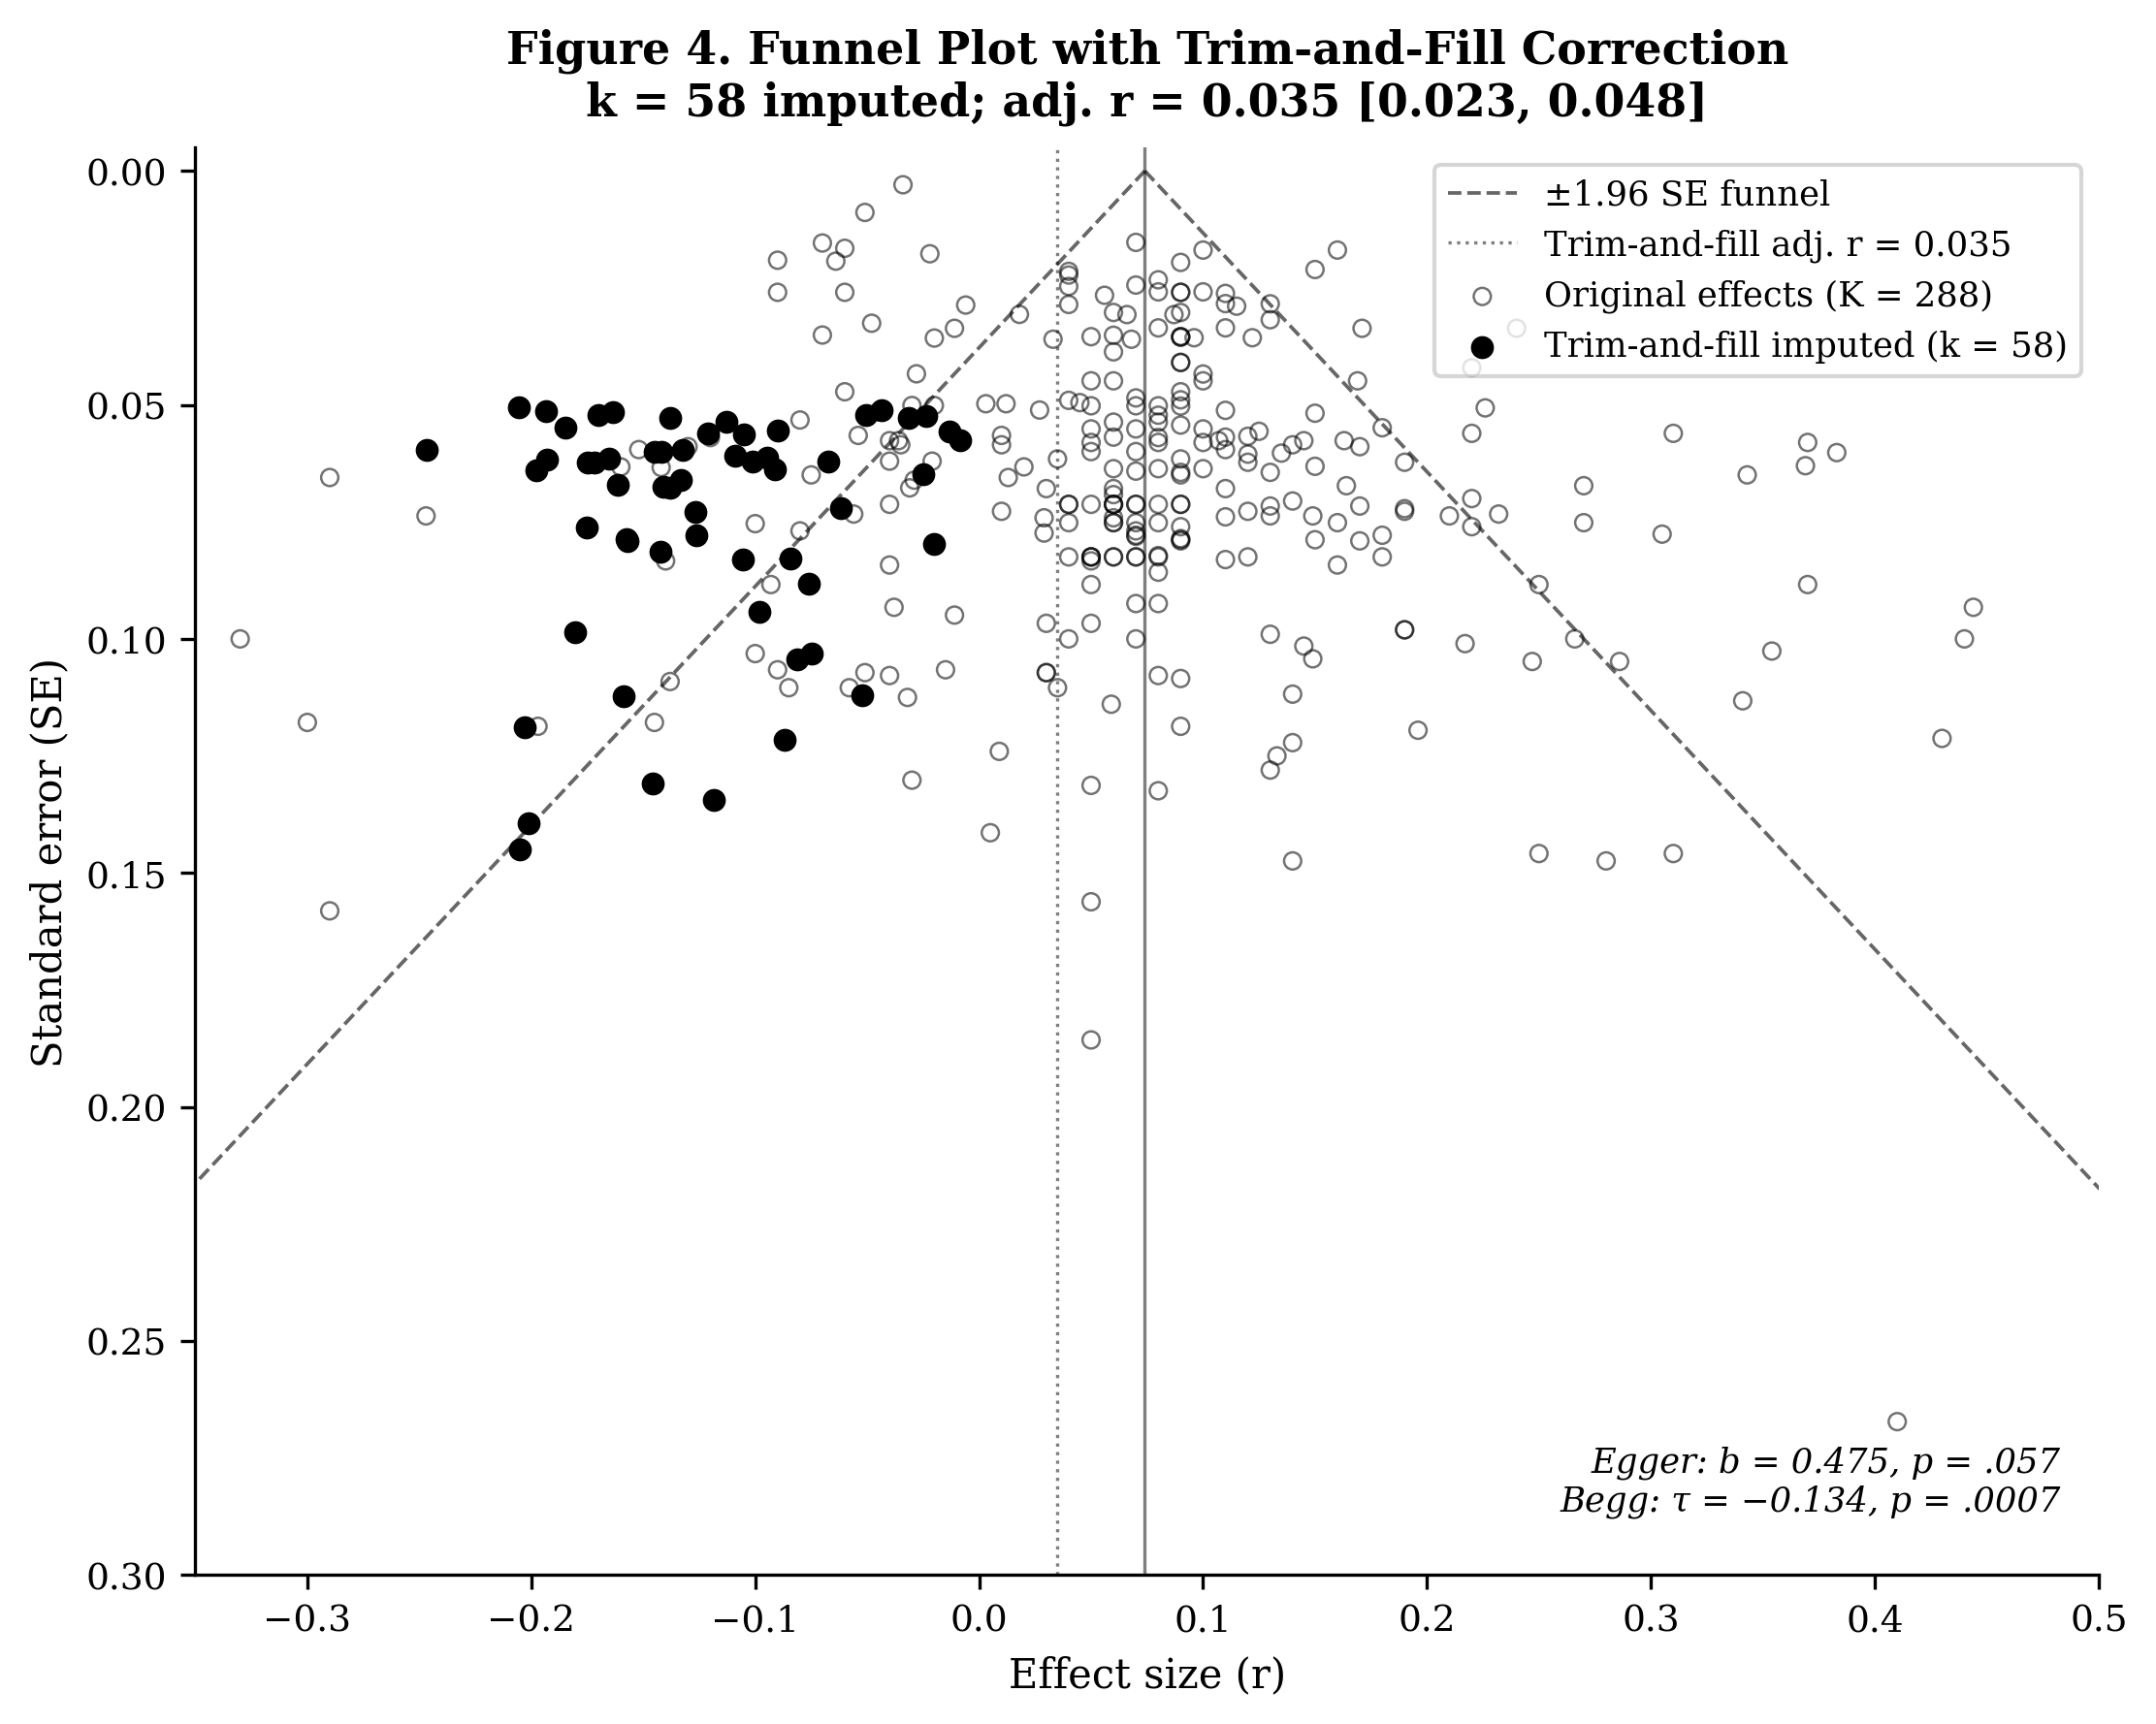 Figure 4. Funnel Plot with Trim-and-Fill Correction
k = 58 imputed; adj. r = 0.035 [0.023, 0.048]
±1.96 SE funnel
Trim-and-fill adj. r = 0.035
Original effects (K = 288)
Trim-and-fill imputed (k = 58)
Standard error (SE)
0.00
0.05
0.10
0.15
0.20
0.25
0.30
Egger: b = 0.475, p = .057
Begg: τ = −0.134, p = .0007
−0.3
−0.2
−0.1
0.0
0.1
0.2
0.3
0.4
0.5
Effect size (r)